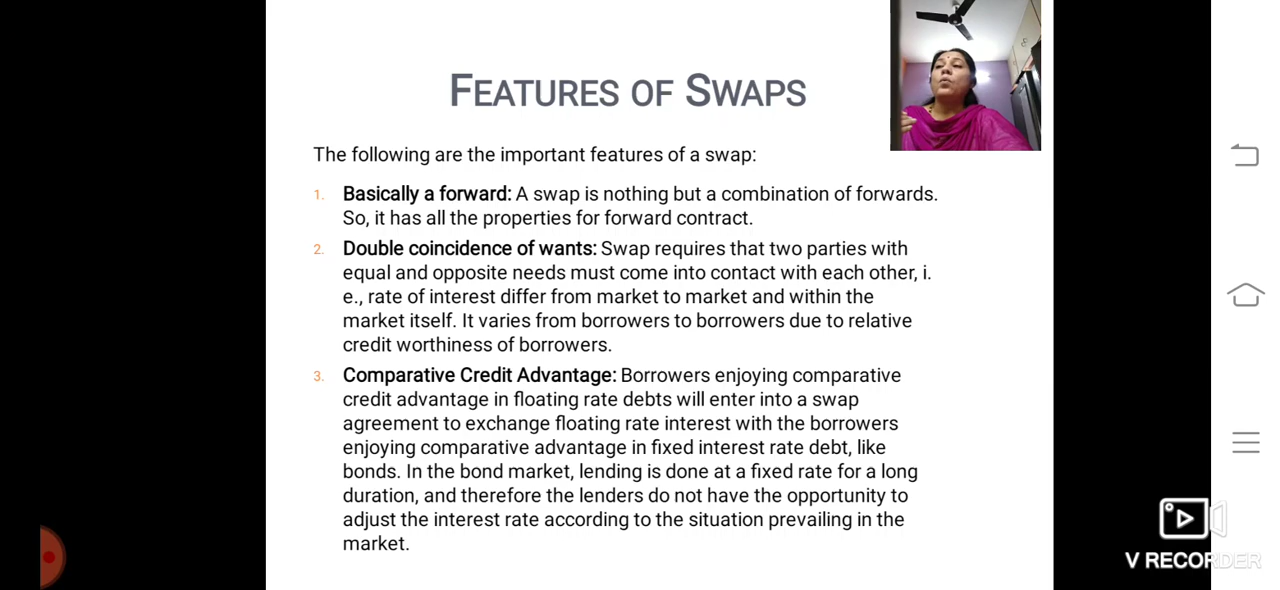 FEATURES OF SWAPS
The following are the important features of a swap:
1. Basically a forward: A swap is nothing but a combination of forwards.
So, it has all the properties for forward contract.
2. Double coincidence of wants: Swap requires that two parties with
equal and opposite needs must come into contact with each other, i.
e., rate of interest differ from market to market and within the
market itself. It varies from borrowers to borrowers due to relative
credit worthiness of borrowers.
3. Comparative Credit Advantage: Borrowers enjoying comparative
credit advantage in floating rate debts will enter into a swap
agreement to exchange floating rate interest with the borrowers
enjoying comparative advantage in fixed interest rate debt, like
bonds. In the bond market, lending is done at a fixed rate for a long
duration, and therefore the lenders do not have the opportunity to
adjust the interest rate according to the situation prevailing in the
market.
V RECORDER